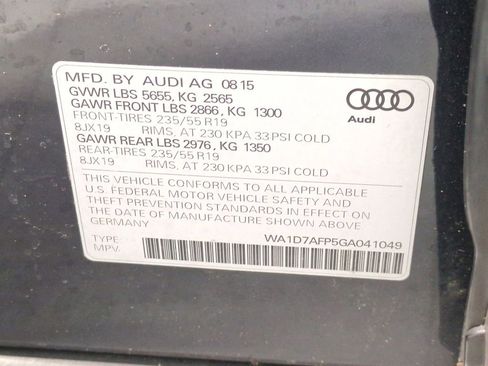 MFD. BY AUDI AG 08 15
GVWR LBS 5655, KG 2565
GAWR FRONT LBS 2866, KG 1300
FRONT-TIRES 235/55 R19
8JX19 RIMS, AT 230 KPA 33 PSI COLD
GAWR REAR LBS 2976, KG 1350
REAR-TIRES 235/55 R19
8JX19 RIMS, AT 230 KPA 33 PSI COLD
Audi
THIS VEHICLE CONFORMS TO ALL APPLICABLE
U.S. FEDERAL MOTOR VEHICLE SAFETY AND
THEFT PREVENTION STANDARDS IN EFFECT ON
THE DATE OF MANUFACTURE SHOWN ABOVE
GERMANY
WA1D7AFP5GA041049
TYPE:
MPV.